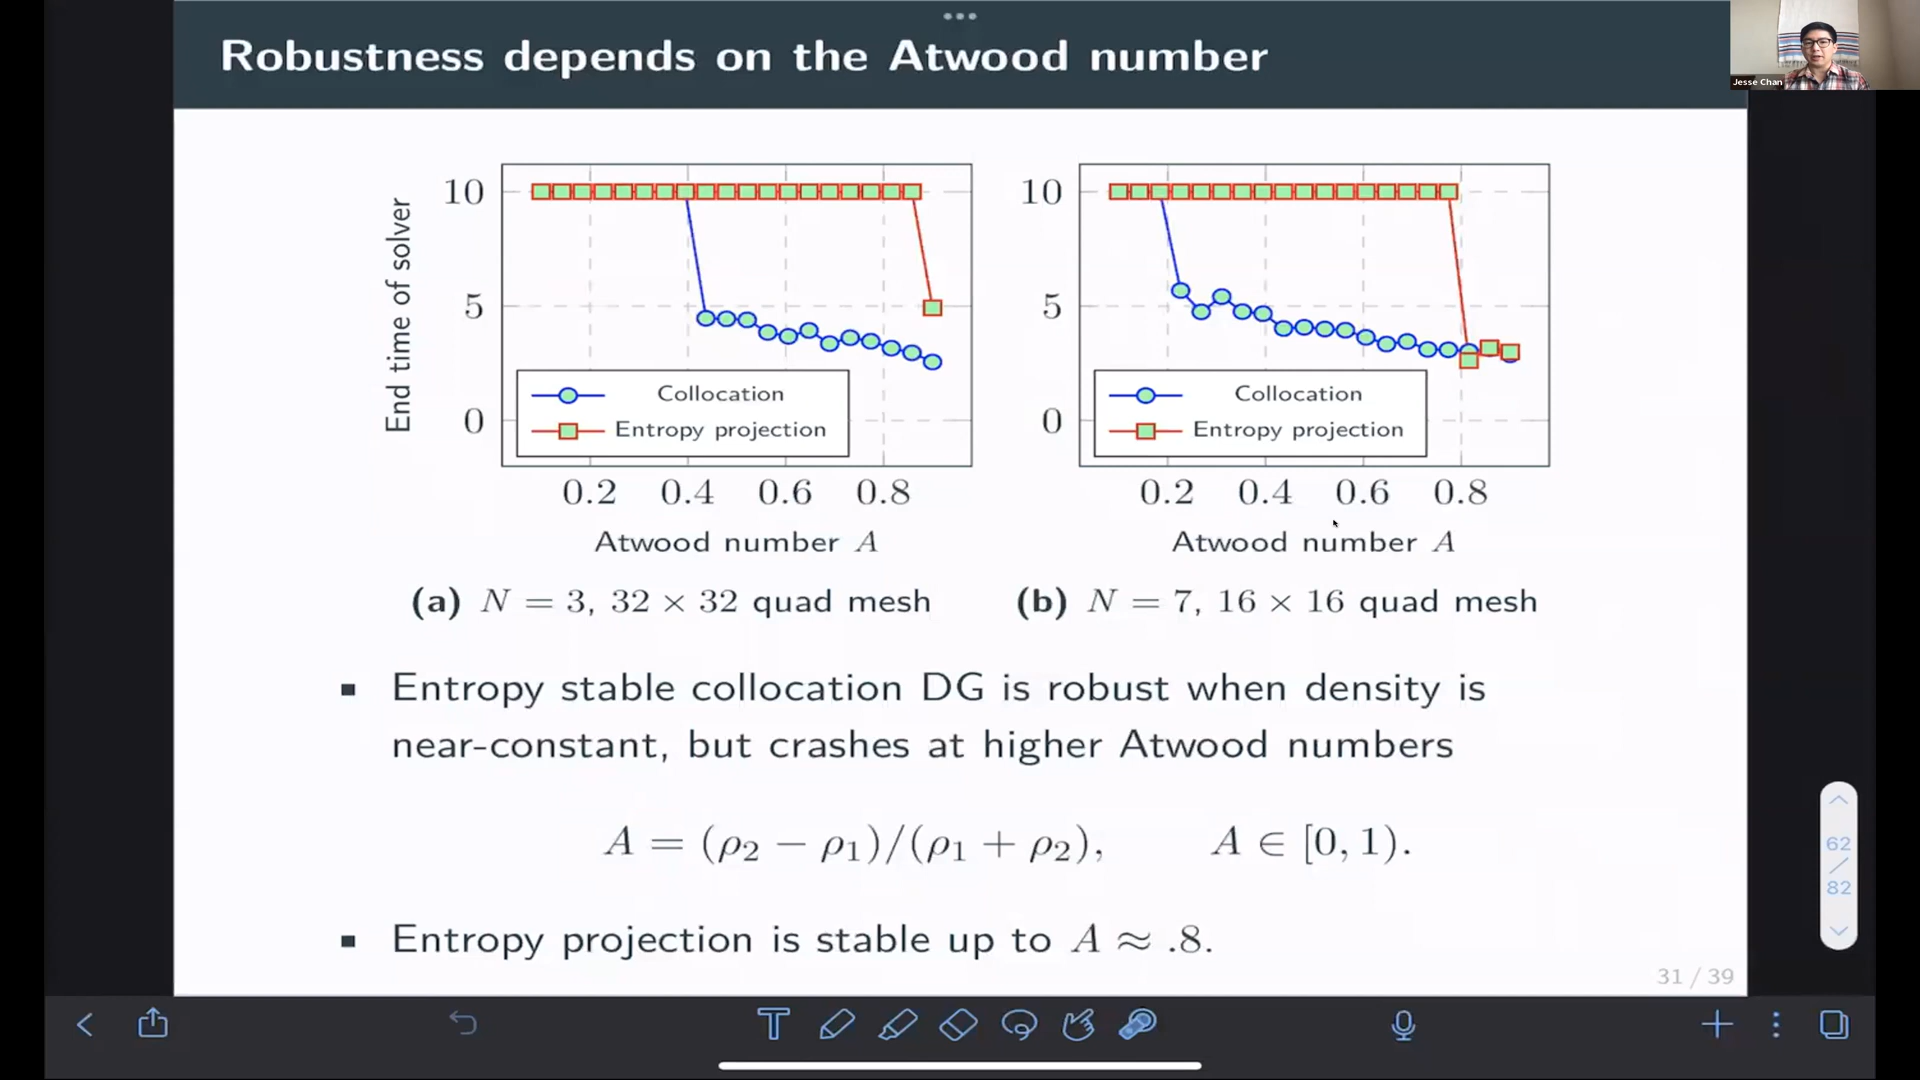 Robustness depends on the Atwood number
Jesse Chan
End time of solver
10
5
0
0.2 0.4 0.6 0.8
Collocation
Entropy projection
Atwood number A
(a) N = 3, 32 × 32 quad mesh
10
5
0
0.2 0.4 0.6 0.8
Collocation
Entropy projection
Atwood number A
(b) N = 7, 16 × 16 quad mesh
▪ Entropy stable collocation DG is robust when density is
near-constant, but crashes at higher Atwood numbers
A = (ρ₂ − ρ₁)/(ρ₁ + ρ₂), A ∈ [0, 1).
▪ Entropy projection is stable up to A ≈ .8.
31 / 39
62
/
82